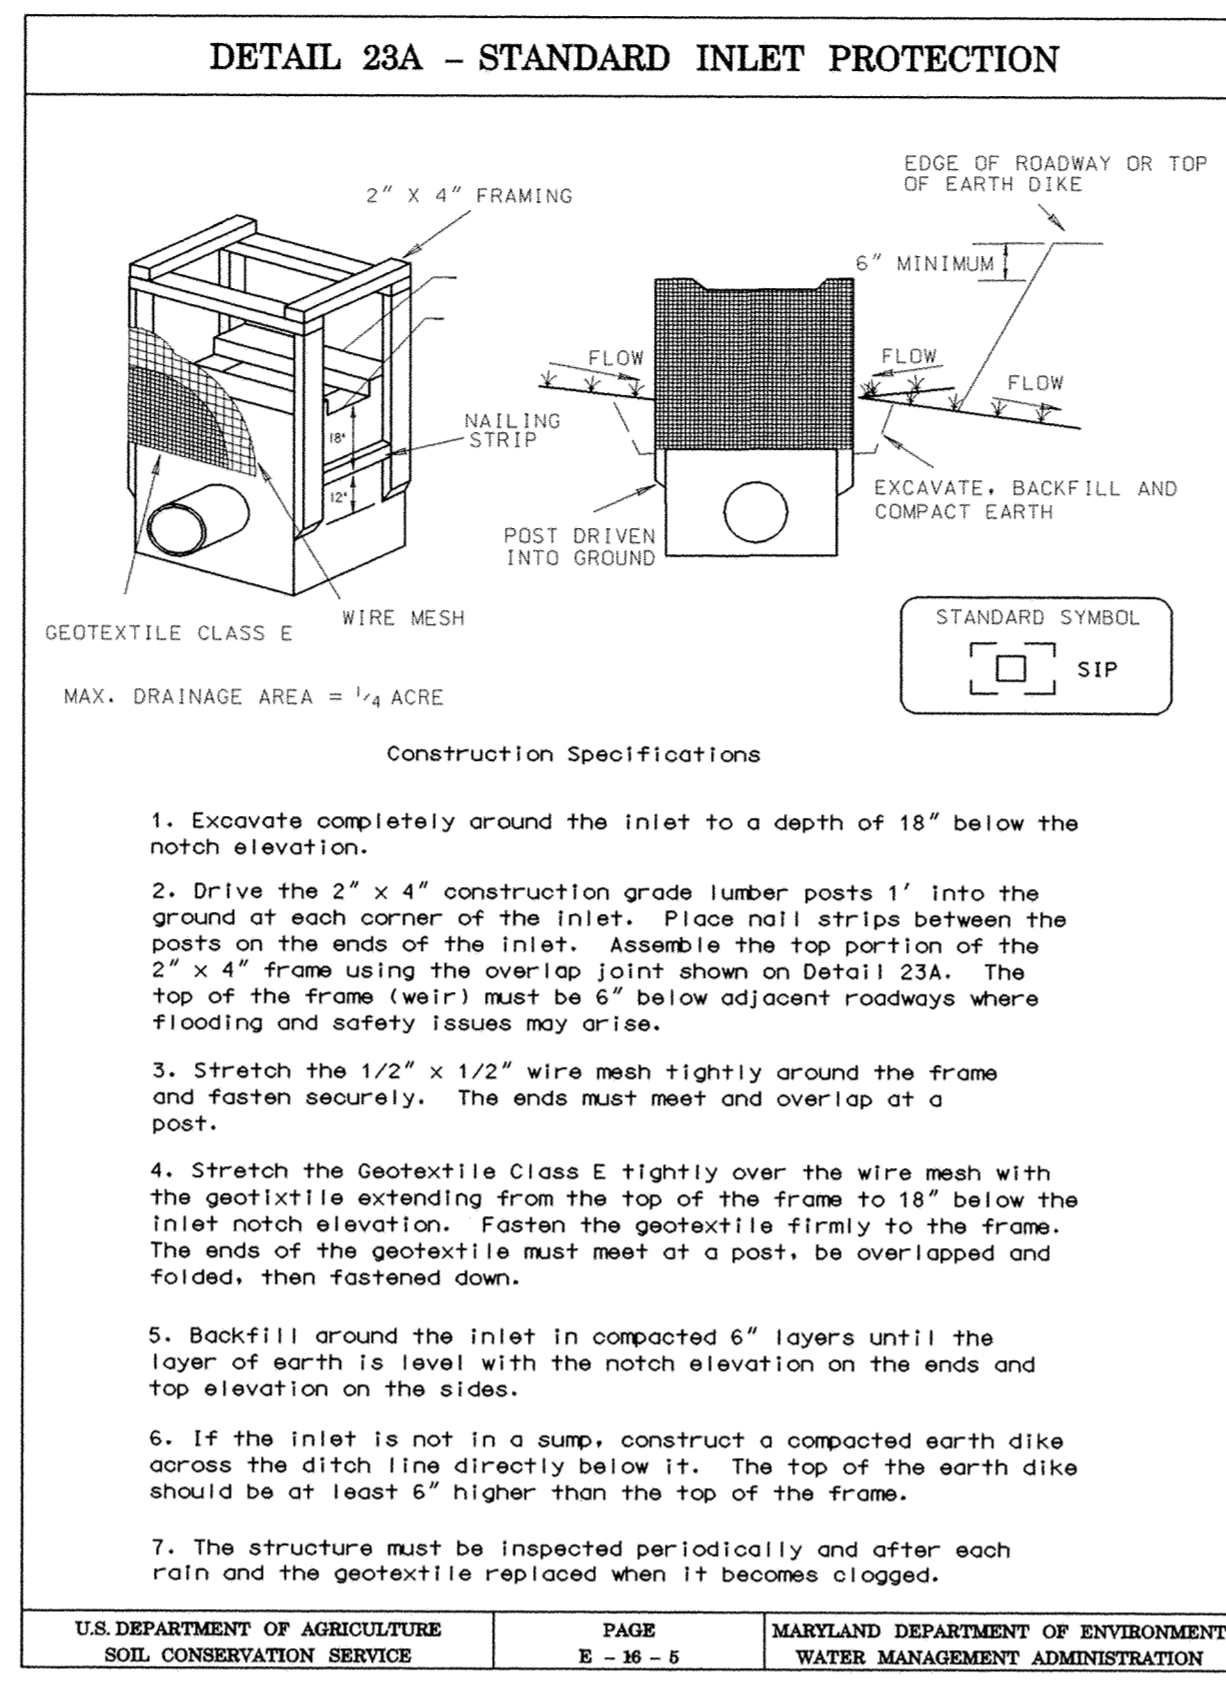 DETAIL 23A – STANDARD INLET PROTECTION
2" X 4" FRAMING
EDGE OF ROADWAY OR TOP
OF EARTH DIKE
6" MINIMUM
FLOW
FLOW
FLOW
NAILING
STRIP
18"
12"
EXCAVATE, BACKFILL AND
COMPACT EARTH
POST DRIVEN
INTO GROUND
WIRE MESH
GEOTEXTILE CLASS E
STANDARD SYMBOL
SIP
MAX. DRAINAGE AREA = 1/4 ACRE
Construction Specifications
1. Excavate completely around the inlet to a depth of 18" below the
notch elevation.
2. Drive the 2" x 4" construction grade lumber posts 1' into the
ground at each corner of the inlet. Place nail strips between the
posts on the ends of the inlet. Assemble the top portion of the
2" x 4" frame using the overlap joint shown on Detail 23A. The
top of the frame (weir) must be 6" below adjacent roadways where
flooding and safety issues may arise.
3. Stretch the 1/2" x 1/2" wire mesh tightly around the frame
and fasten securely. The ends must meet and overlap at a
post.
4. Stretch the Geotextile Class E tightly over the wire mesh with
the geotixtile extending from the top of the frame to 18" below the
inlet notch elevation. Fasten the geotextile firmly to the frame.
The ends of the geotextile must meet at a post, be overlapped and
folded, then fastened down.
5. Backfill around the inlet in compacted 6" layers until the
layer of earth is level with the notch elevation on the ends and
top elevation on the sides.
6. If the inlet is not in a sump, construct a compacted earth dike
across the ditch line directly below it. The top of the earth dike
should be at least 6" higher than the top of the frame.
7. The structure must be inspected periodically and after each
rain and the geotextile replaced when it becomes clogged.
U.S. DEPARTMENT OF AGRICULTURE
SOIL CONSERVATION SERVICE
PAGE
E – 16 – 5
MARYLAND DEPARTMENT OF ENVIRONMENT
WATER MANAGEMENT ADMINISTRATION